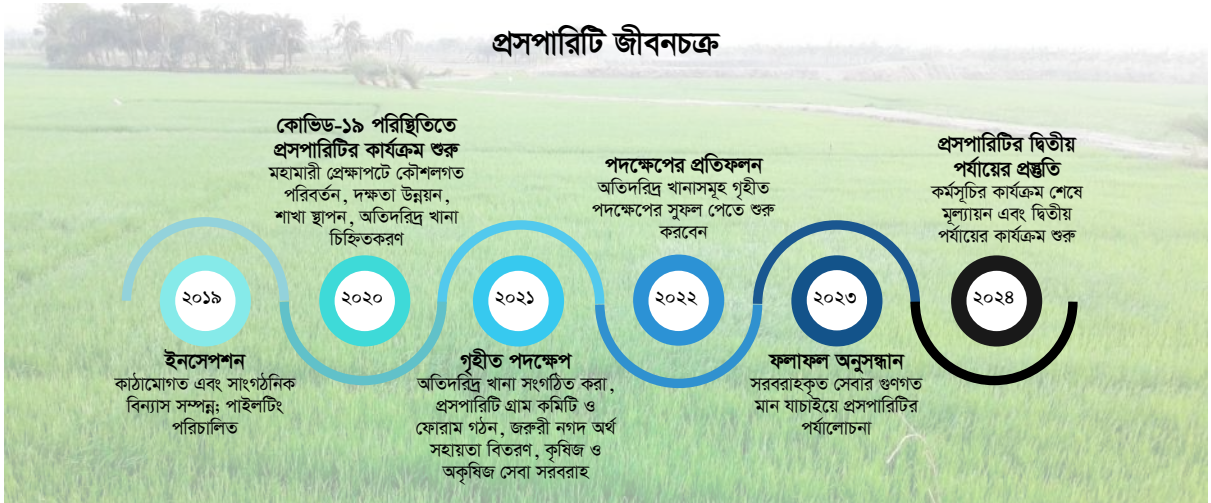 প্রসপারিটি জীবনচক্র
কোভিড-১৯ পরিস্থিতিতে
প্রসপারিটির কার্যক্রম শুরু
মহামারী প্রেক্ষাপটে কৌশলগত
পরিবর্তন, দক্ষতা উন্নয়ন,
শাখা স্থাপন, অতিদরিদ্র খানা
চিহ্নিতকরণ
পদক্ষেপের প্রতিফলন
অতিদরিদ্র খানাসমূহ গৃহীত
পদক্ষেপের সুফল পেতে শুরু
করবেন
প্রসপারিটির দ্বিতীয়
পর্যায়ের প্রস্তুতি
কর্মসূচির কার্যক্রম শেষে
মূল্যায়ন এবং দ্বিতীয়
পর্যায়ের কার্যক্রম শুরু
২০১৯
২০২০
২০২১
২০২২
২০২৩
২০২৪
ইনসেপশন
কাঠামোগত এবং সাংগঠনিক
বিন্যাস সম্পন্ন; পাইলটিং
পরিচালিত
গৃহীত পদক্ষেপ
অতিদরিদ্র খানা সংগঠিত করা,
প্রসপারিটি গ্রাম কমিটি ও
ফোরাম গঠন, জরুরী নগদ অর্থ
সহায়তা বিতরণ, কৃষিজ ও
অকৃষিজ সেবা সরবরাহ
ফলাফল অনুসন্ধান
সরবরাহকৃত সেবার গুণগত
মান যাচাইয়ে প্রসপারিটির
পর্যালোচনা